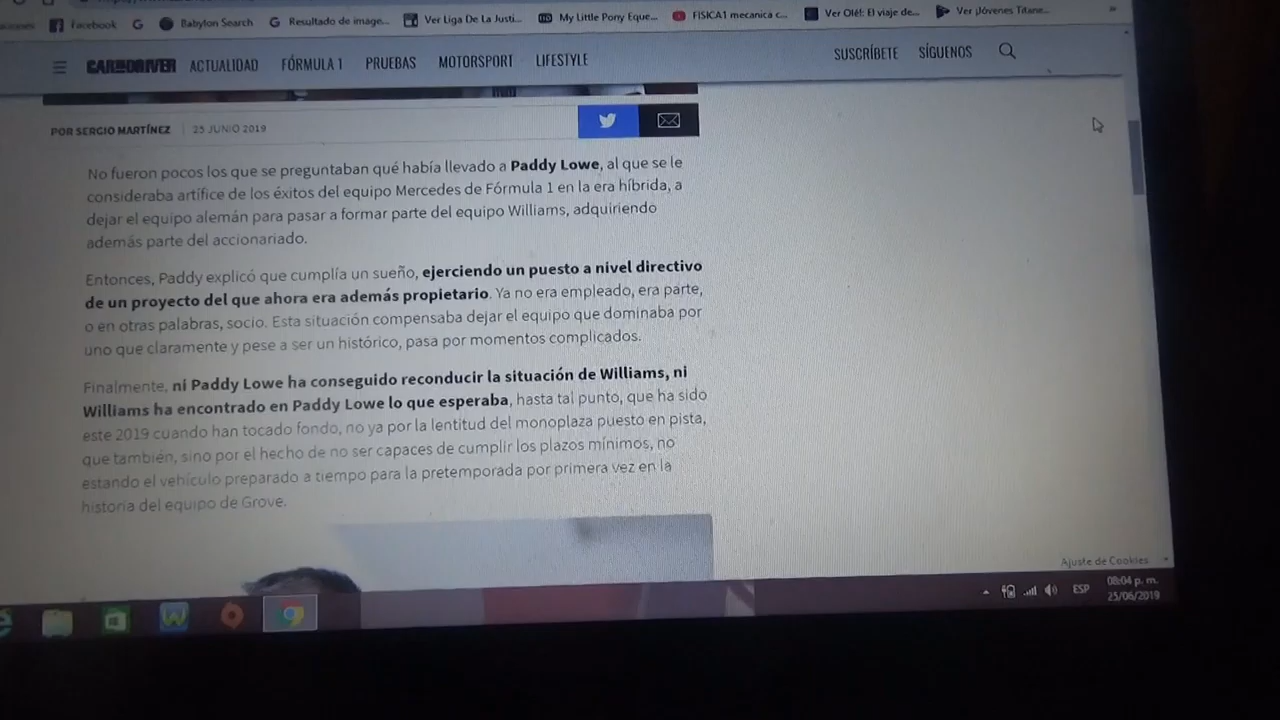 Facebook
Babylon Search
Resultado de image...
Ver Liga De La Justi...
My Little Pony Eque...
FISICA1 mecanica c...
Ver Olé!: El viaje de...
Ver ¡Jóvenes Titane...
»
CAR AND DRIVER
ACTUALIDAD
FÓRMULA 1
PRUEBAS
MOTORSPORT
LIFESTYLE
SUSCRÍBETE
SÍGUENOS
POR SERGIO MARTÍNEZ
25 JUNIO 2019
No fueron pocos los que se preguntaban qué había llevado a Paddy Lowe, al que se le
consideraba artífice de los éxitos del equipo Mercedes de Fórmula 1 en la era híbrida, a
dejar el equipo alemán para pasar a formar parte del equipo Williams, adquiriendo
además parte del accionariado.
Entonces, Paddy explicó que cumplía un sueño, ejerciendo un puesto a nivel directivo
de un proyecto del que ahora era además propietario. Ya no era empleado, era parte,
o en otras palabras, socio. Esta situación compensaba dejar el equipo que dominaba por
uno que claramente y pese a ser un histórico, pasa por momentos complicados.
Finalmente, ni Paddy Lowe ha conseguido reconducir la situación de Williams, ni
Williams ha encontrado en Paddy Lowe lo que esperaba, hasta tal punto, que ha sido
este 2019 cuando han tocado fondo, no ya por la lentitud del monoplaza puesto en pista,
que también, sino por el hecho de no ser capaces de cumplir los plazos mínimos, no
estando el vehículo preparado a tiempo para la pretemporada por primera vez en la
historia del equipo de Grove.
Ajuste de Cookies
ESP
08:04 p. m.
25/06/2019